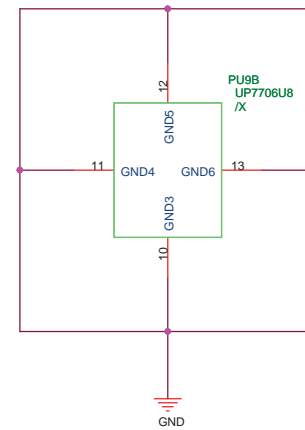 PU9B
UP7706U8
/X
12
GND5
11
GND4
GND6
13
GND3
10
GND